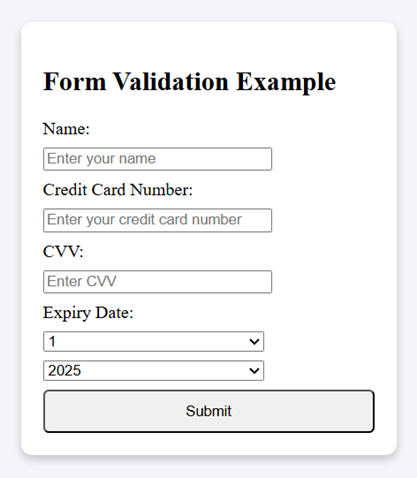 Form Validation Example
Name:
Enter your name
Credit Card Number:
Enter your credit card number
CVV:
Enter CVV
Expiry Date:
1
2025
Submit